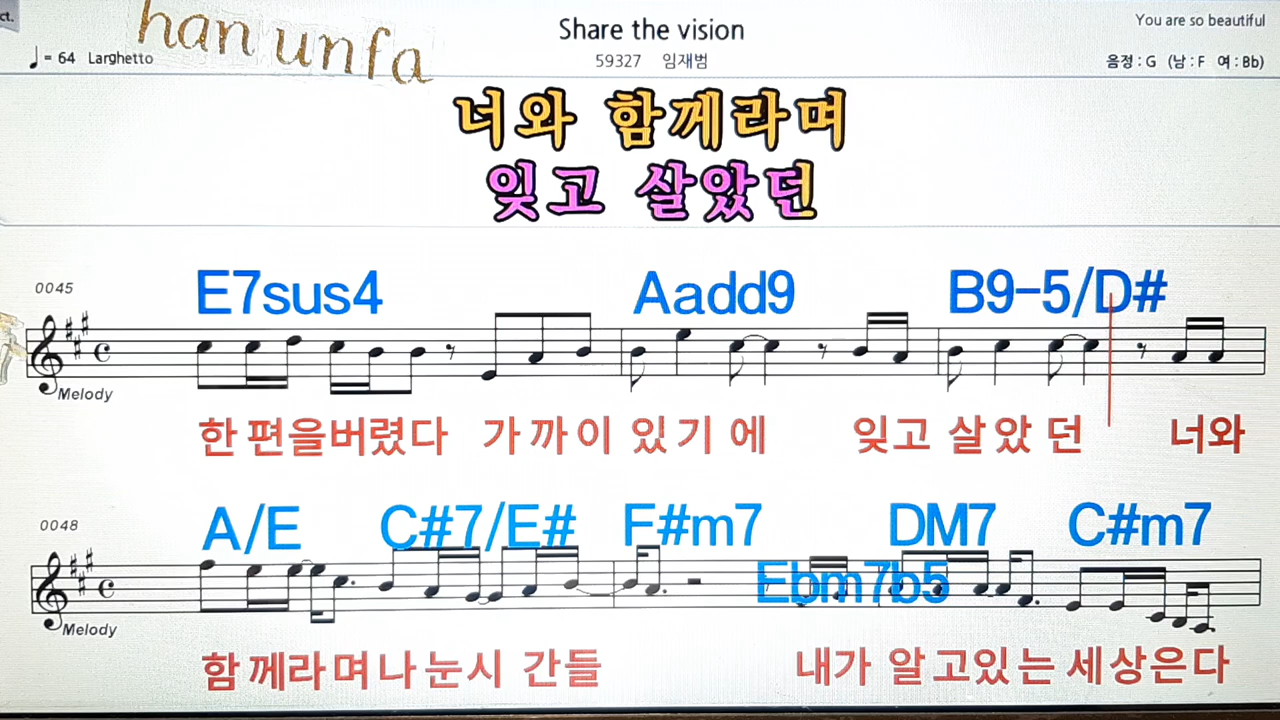 ct.
han unfa
Share the vision
You are so beautiful
♩= 64 Larghetto
59327 임재범
음정 : G (남 : F 여 : Bb)
너와 함께라며
잊고 살았던
0045
E7sus4 Aadd9 B9-5/D#
Melody
한 편을버렸다 가 까 이 있 기 에 잊고 살 았 던 너와
0048
A/E C#7/E# F#m7 Ebm7b5 DM7 C#m7
Melody
함 께라 며 나 눈 시 간들 내가 알 고있 는 세 상은 다